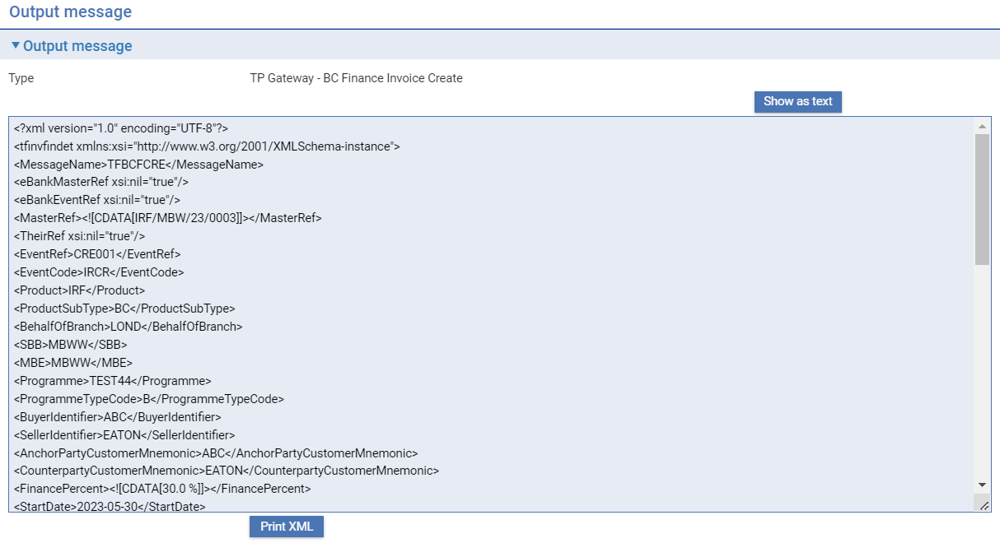 Output message
Output message
Type TP Gateway - BC Finance Invoice Create
Show as text
<?xml version="1.0" encoding="UTF-8"?>
<tfinvfindet xmlns:xsi="http://www.w3.org/2001/XMLSchema-instance">
<MessageName>TFBCFCRE</MessageName>
<eBankMasterRef xsi:nil="true"/>
<eBankEventRef xsi:nil="true"/>
<MasterRef><![CDATA[IRF/MBW/23/0003]]></MasterRef>
<TheirRef xsi:nil="true"/>
<EventRef>CRE001</EventRef>
<EventCode>IRCR</EventCode>
<Product>IRF</Product>
<ProductSubType>BC</ProductSubType>
<BehalfOfBranch>LOND</BehalfOfBranch>
<SBB>MBWW</SBB>
<MBE>MBWW</MBE>
<Programme>TEST44</Programme>
<ProgrammeTypeCode>B</ProgrammeTypeCode>
<BuyerIdentifier>ABC</BuyerIdentifier>
<SellerIdentifier>EATON</SellerIdentifier>
<AnchorPartyCustomerMnemonic>ABC</AnchorPartyCustomerMnemonic>
<CounterpartyCustomerMnemonic>EATON</CounterpartyCustomerMnemonic>
<FinancePercent><![CDATA[30.0 %]]></FinancePercent>
<StartDate>2023-05-30</StartDate>
Print XML